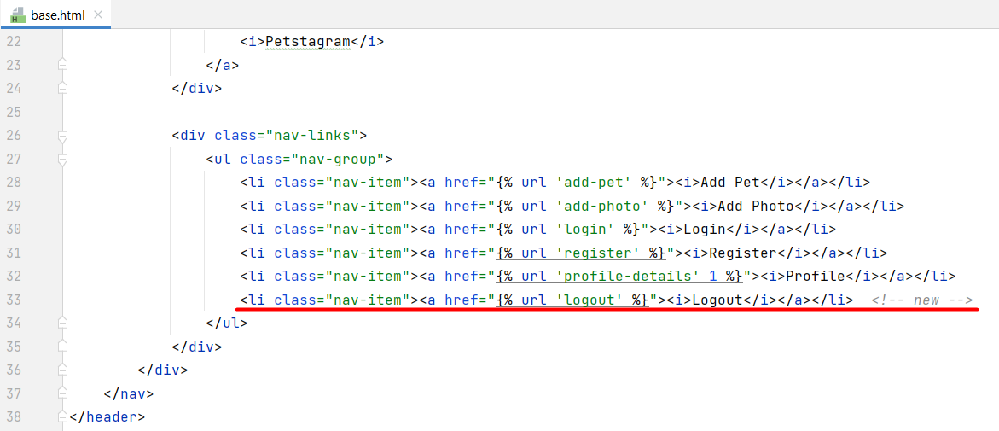 base.html
22 <i>Petstagram</i>
23 </a>
24 </div>
25
26 <div class="nav-links">
27 <ul class="nav-group">
28 <li class="nav-item"><a href="{% url 'add-pet' %}"><i>Add Pet</i></a></li>
29 <li class="nav-item"><a href="{% url 'add-photo' %}"><i>Add Photo</i></a></li>
30 <li class="nav-item"><a href="{% url 'login' %}"><i>Login</i></a></li>
31 <li class="nav-item"><a href="{% url 'register' %}"><i>Register</i></a></li>
32 <li class="nav-item"><a href="{% url 'profile-details' 1 %}"><i>Profile</i></a></li>
33 <li class="nav-item"><a href="{% url 'logout' %}"><i>Logout</i></a></li> <!-- new -->
34 </ul>
35 </div>
36 </div>
37 </nav>
38 </header>